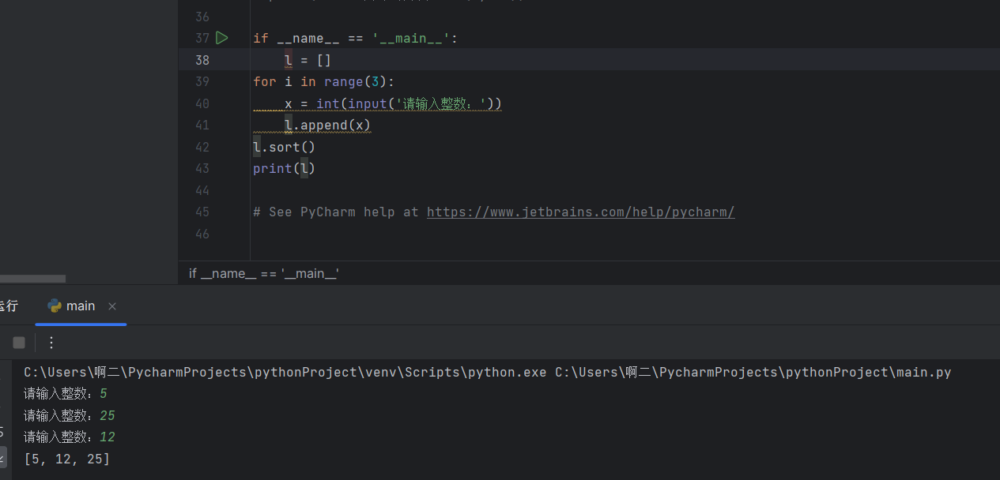 36
37 if __name__ == '__main__':
38 l = []
39 for i in range(3):
40 x = int(input('请输入整数：'))
41 l.append(x)
42 l.sort()
43 print(l)
44
45 # See PyCharm help at https://www.jetbrains.com/help/pycharm/
46
if __name__ == '__main__'
运行 main
C:\Users\啊二\PycharmProjects\pythonProject\venv\Scripts\python.exe C:\Users\啊二\PycharmProjects\pythonProject\main.py
请输入整数：5
请输入整数：25
请输入整数：12
[5, 12, 25]